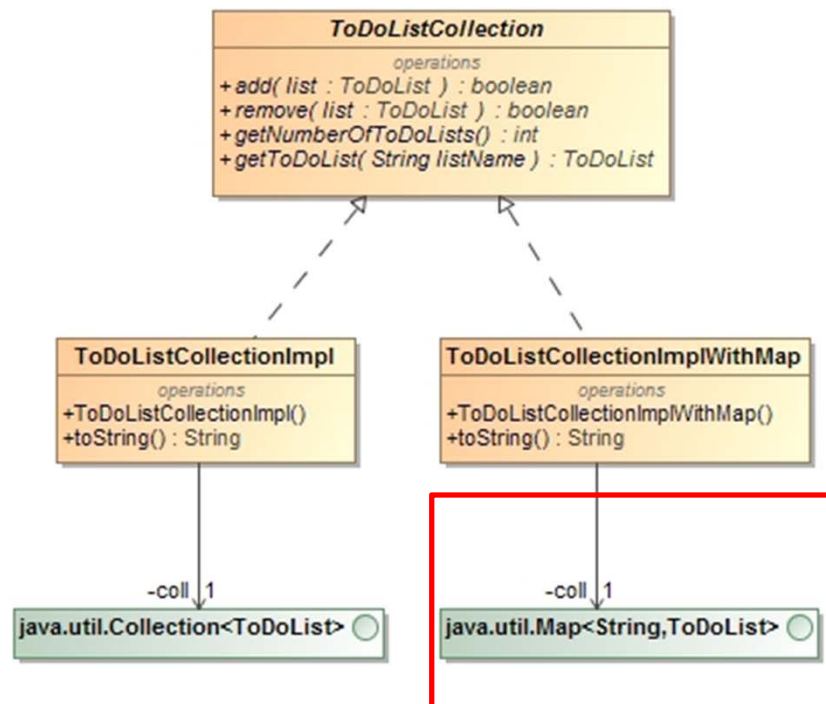 ToDoListCollection
operations
+ add( list : ToDoList ) : boolean
+ remove( list : ToDoList ) : boolean
+ getNumberOfToDoLists() : int
+ getToDoList( String listName ) : ToDoList
ToDoListCollectionImpl
operations
+ToDoListCollectionImpl()
+toString() : String
ToDoListCollectionImplWithMap
operations
+ToDoListCollectionImplWithMap()
+toString() : String
-coll 1
java.util.Collection<ToDoList>
-coll 1
java.util.Map<String,ToDoList>